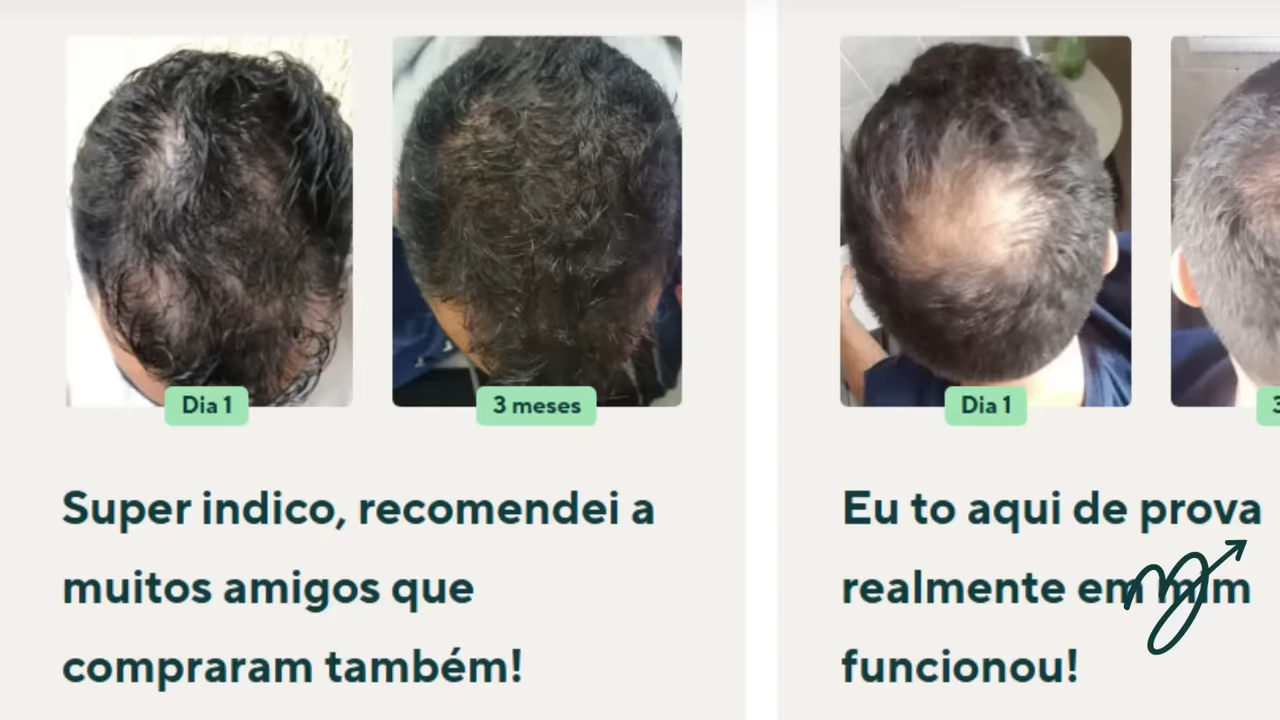 Dia 1
3 meses
Super indico, recomendei a
muitos amigos que
compraram também!
Dia 1
3
Eu to aqui de prova
realmente em mim
funcionou!